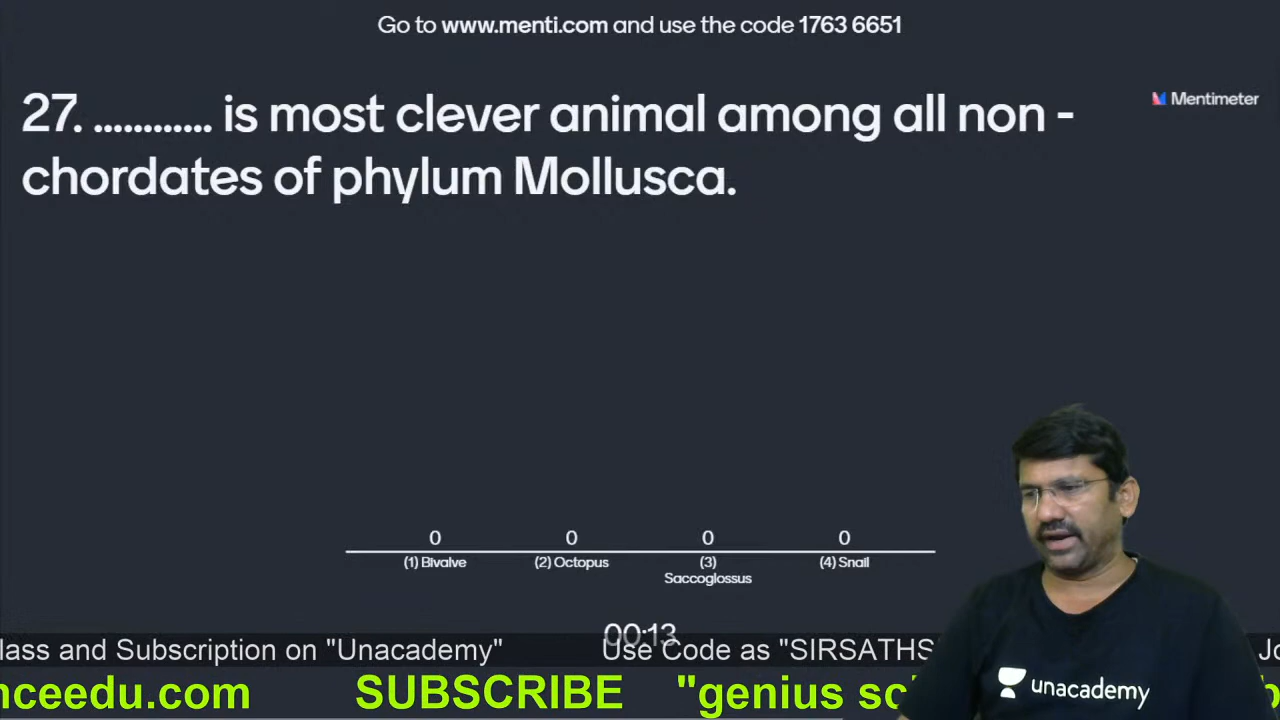 Go to www.menti.com and use the code 1763 6651
27. ............ is most clever animal among all non -
chordates of phylum Mollusca.
Mentimeter
0 0 0 0
(1) Bivalve (2) Octopus (3) (4) Snail
Saccoglossus
00:13
lass and Subscription on "Unacademy" Use Code as "SIRSATHS
nceedu.com SUBSCRIBE "genius sc
unacademy